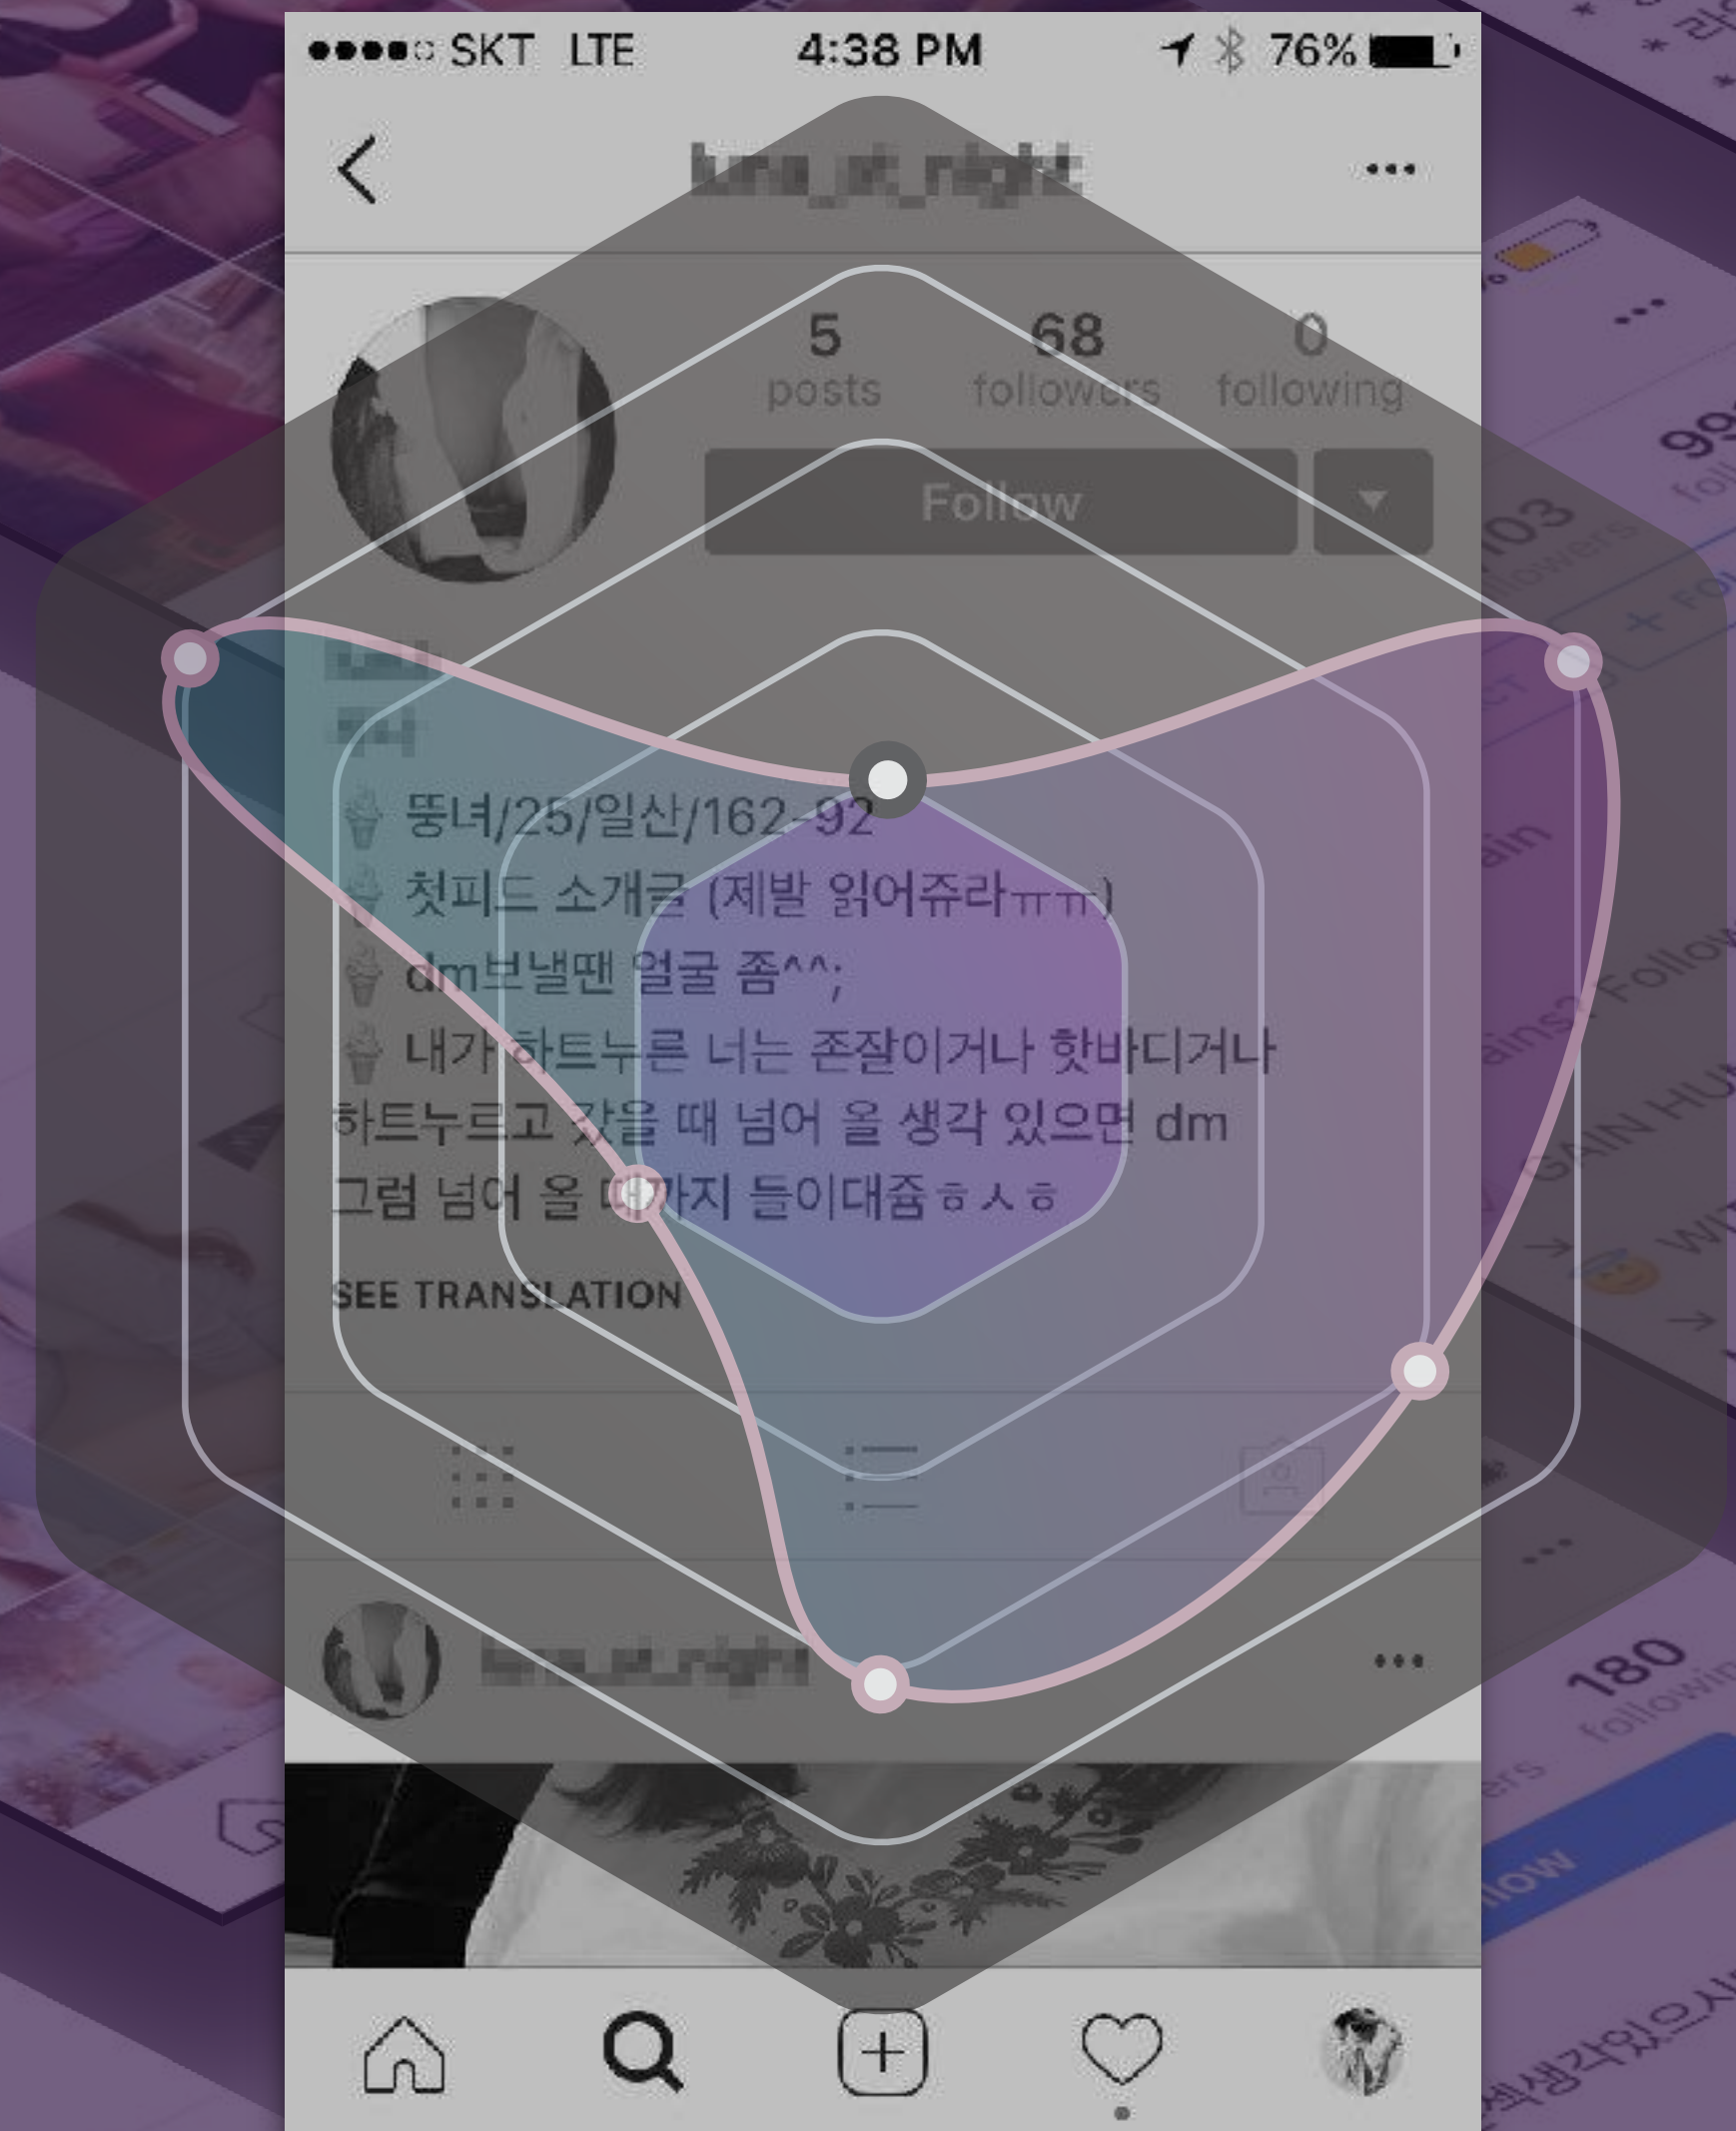 SKT LTE 4:38 PM 76%
5 68 0
posts followers following
Follow
뚱녀/25/일산/162-92
첫피드 소개글 (제발 읽어쥬라ㅠㅠ)
dm보낼땐 얼굴 좀^^;
내가 하트누른 너는 존잘이거나 핫바디거나
하트누르고 갔을 때 넘어 올 생각 있으면 dm
그럼 넘어 올 때까지 들이대쥼ㅎㅅㅎ
SEE TRANSLATION
GAIN HU
180
followin
llow